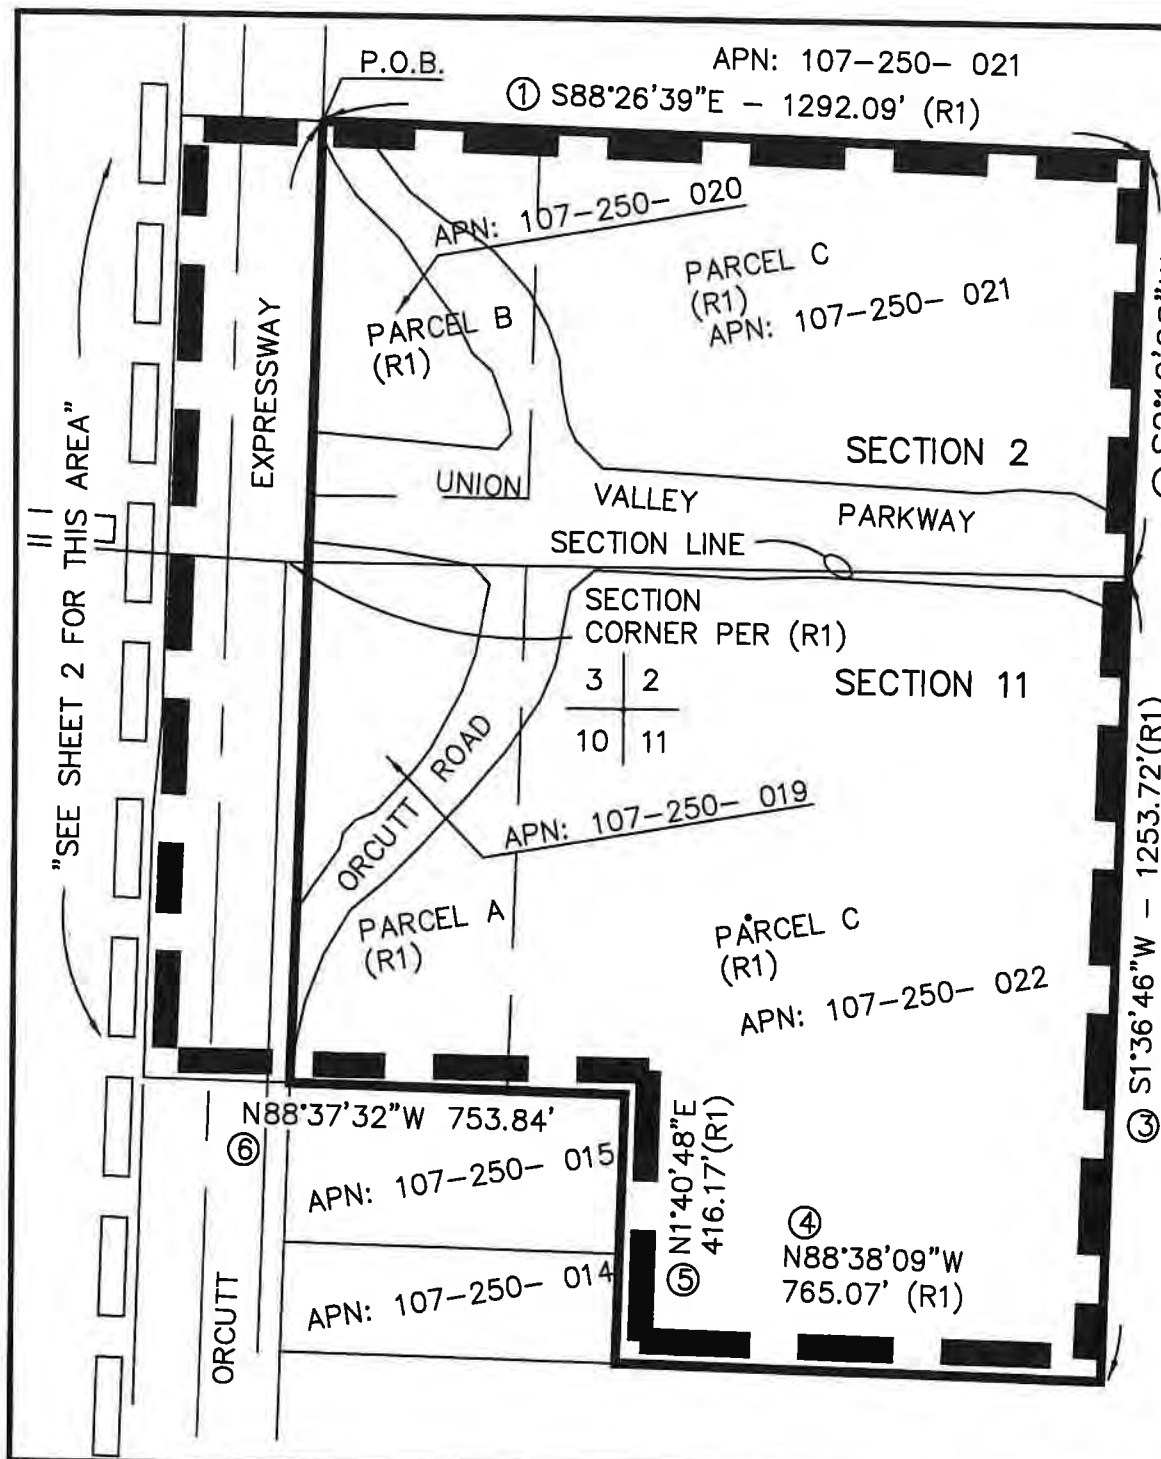 APN: 107-250- 021
P.O.B.
① S88°26'39"E - 1292.09' (R1)
APN: 107-250- 020
PARCEL C
(R1)
APN: 107-250- 021
PARCEL B
(R1)
EXPRESSWAY
"SEE SHEET 2 FOR THIS AREA"
SECTION 2
UNION
VALLEY
PARKWAY
SECTION LINE
SECTION
CORNER PER (R1)
3 2
10 11
SECTION 11
ORCUTT ROAD
APN: 107-250- 019
PARCEL A
(R1)
PARCEL C
(R1)
APN: 107-250- 022
③ S1°36'46"W - 1253.72'(R1)
N88°37'32"W 753.84'
⑥
APN: 107-250- 015
⑤ N1°40'48"E
416.17'(R1)
④
N88°38'09"W
765.07' (R1)
APN: 107-250- 014
ORCUTT